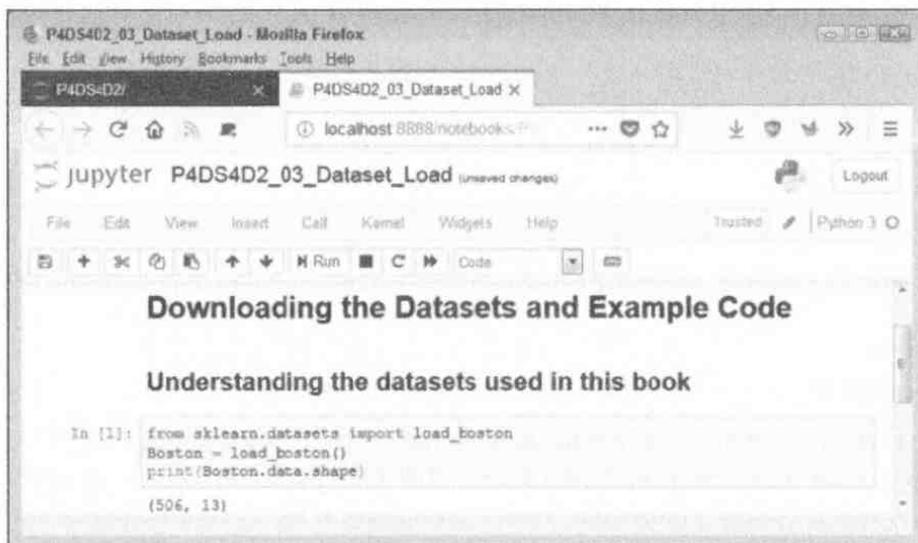 P4DS402_03_Dataset_Load - Mozilla Firefox
File Edit View History Bookmarks Tools Help
P4DS4D2/ × P4DS4D2_03_Dataset_Load ×
localhost:8888/notebooks/
jupyter P4DS4D2_03_Dataset_Load (unsaved changes) Logout
File Edit View Insert Cell Kernel Widgets Help Trusted Python 3
Run Code
Downloading the Datasets and Example Code
Understanding the datasets used in this book
In [1]: from sklearn.datasets import load_boston
Boston = load_boston()
print(Boston.data.shape)
(506, 13)